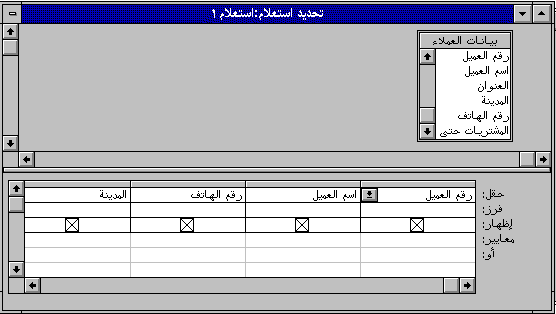 تحديد استعلام:استعلام ١
بيانات العملاء
رقم العميل
اسم العميل
العنوان
المدينة
رقم الهاتف
المشتريات حتى
حقل: رقم العميل اسم العميل رقم الهاتف المدينة
فرز:
إظهار:
معايير:
أو: